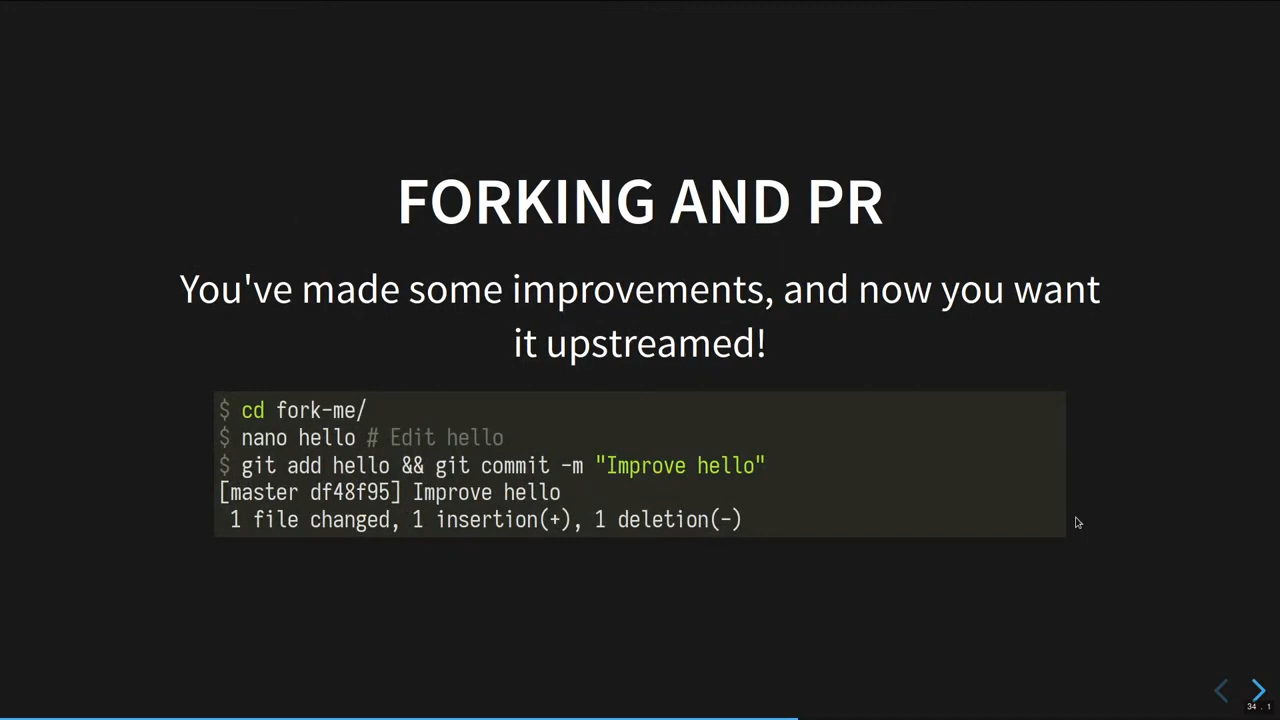 FORKING AND PR
You've made some improvements, and now you want
it upstreamed!
$ cd fork-me/
$ nano hello # Edit hello
$ git add hello && git commit -m "Improve hello"
[master df48f95] Improve hello
 1 file changed, 1 insertion(+), 1 deletion(-)
34 . 1